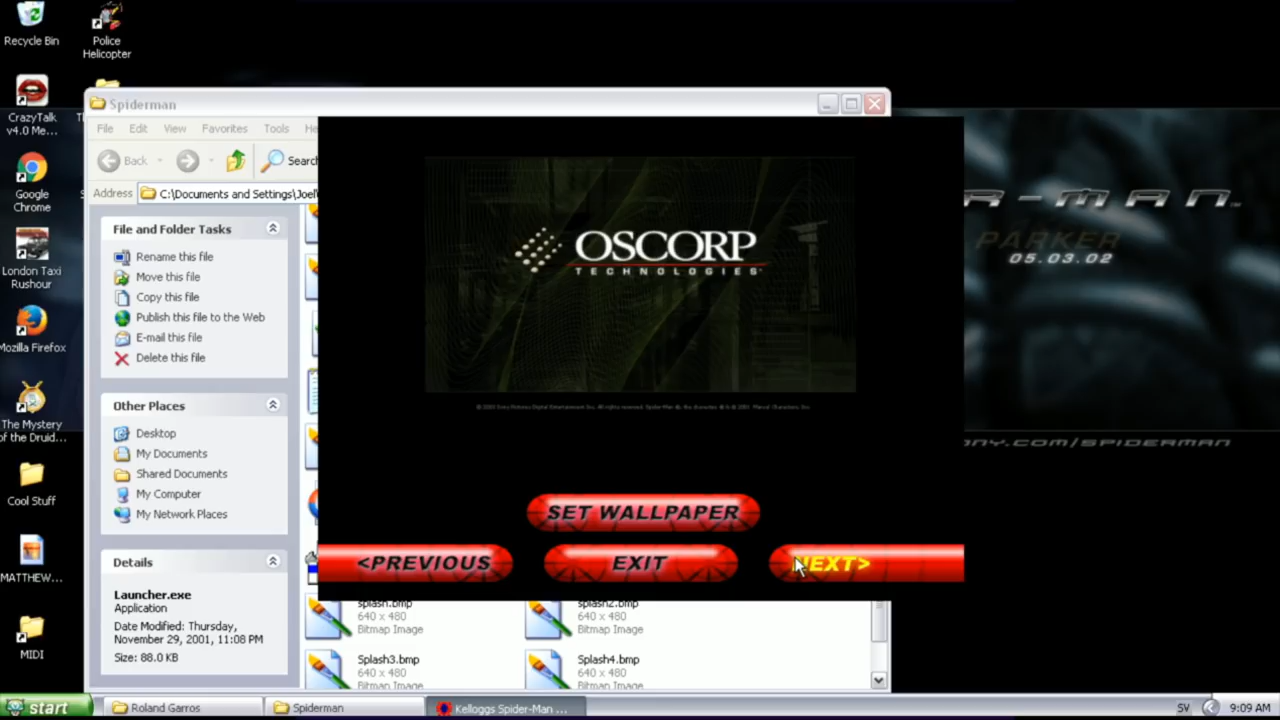 Recycle Bin
Police
Helicopter
CrazyTalk
v4.0 Me...
Google
Chrome
London Taxi
Rushour
Mozilla Firefox
The Mystery
of the Druid...
Cool Stuff
MATTHEW...
MIDI
Spiderman
File Edit View Favorites Tools He
Back
Search
Address C:\Documents and Settings\Joel\
File and Folder Tasks
Rename this file
Move this file
Copy this file
Publish this file to the Web
E-mail this file
Delete this file
Other Places
Desktop
My Documents
Shared Documents
My Computer
My Network Places
Details
Launcher.exe
Application
Date Modified: Thursday,
November 29, 2001, 11:08 PM
Size: 88.0 KB
OSCORP
TECHNOLOGIES
SET WALLPAPER
<PREVIOUS
EXIT
NEXT>
splash.bmp
640 x 480
Bitmap Image
splash2.bmp
640 x 480
Bitmap Image
Splash3.bmp
640 x 480
Bitmap Image
Splash4.bmp
640 x 480
Bitmap Image
R-MAN™
PARKER
05.03.02
ONY.COM/SPIDERMAN
start
Roland Garros
Spiderman
Kelloggs Spider-Man ...
SV
9:09 AM